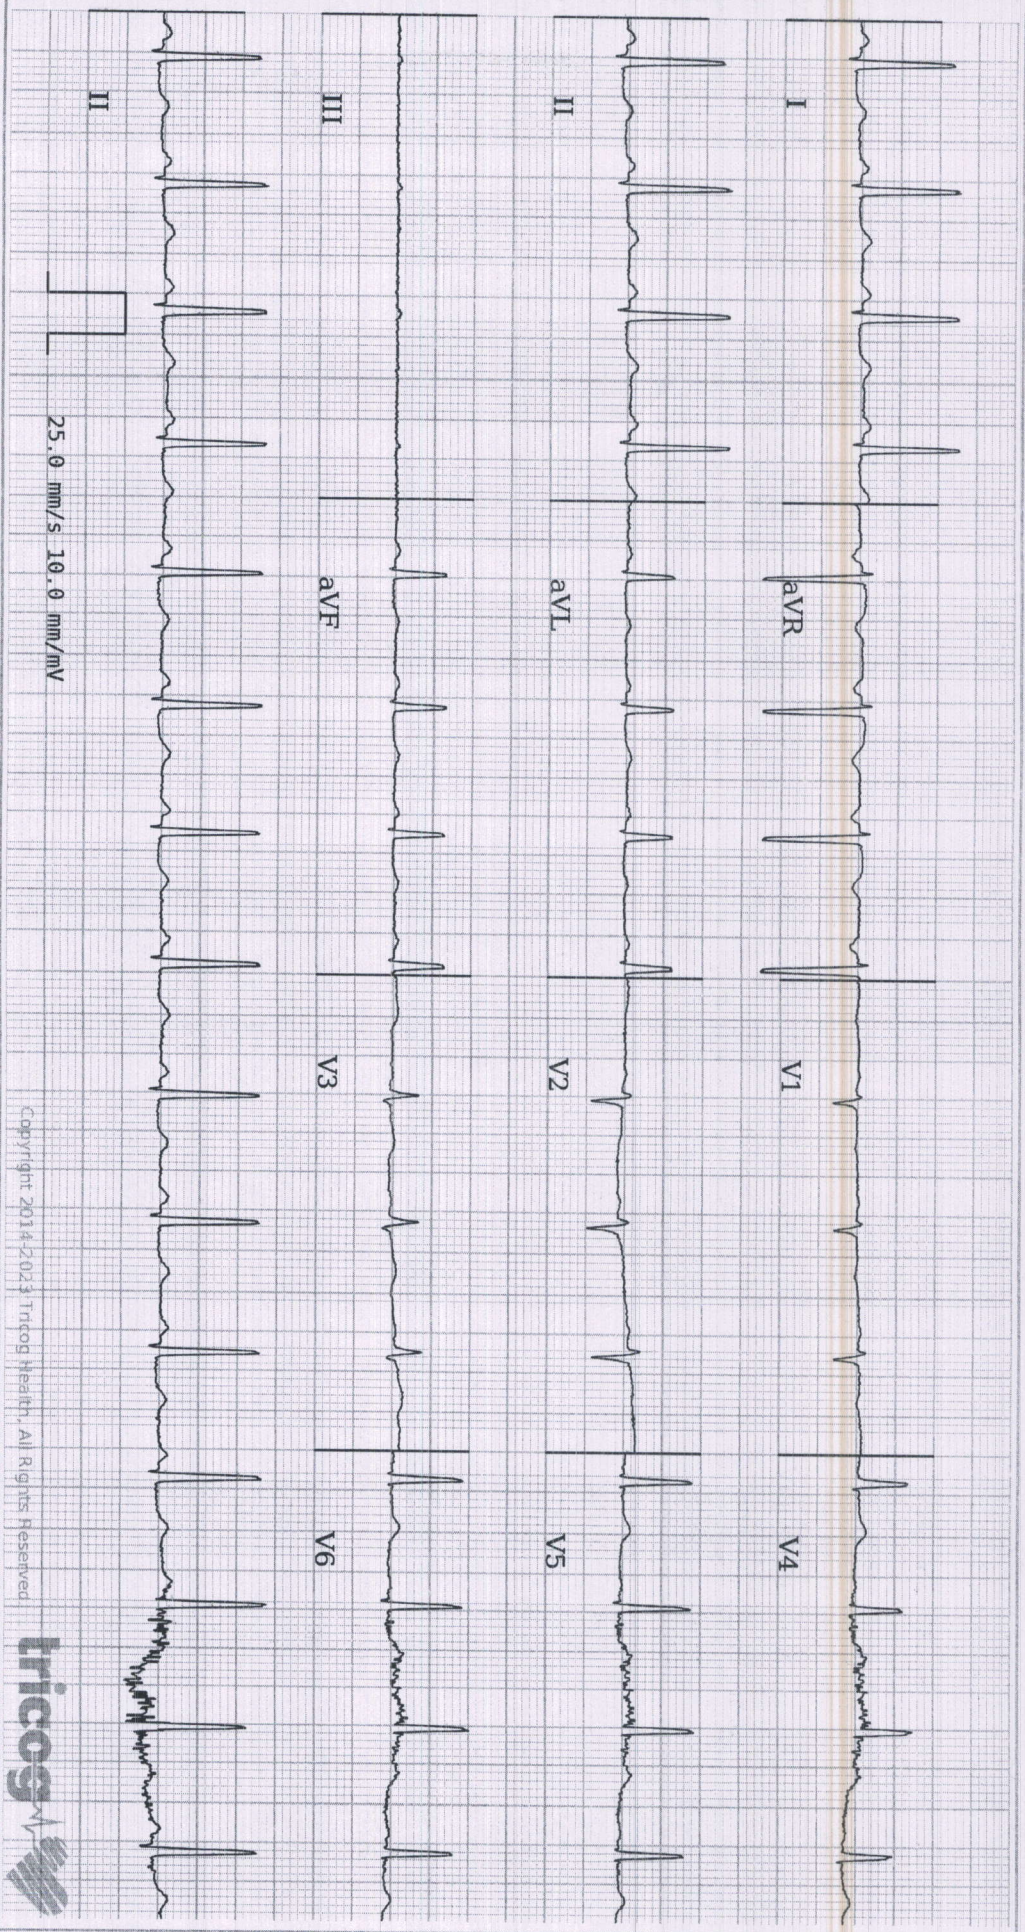 I aVR V1 V4
II aVL V2 V5
III aVF V3 V6
II
25.0 mm/s 10.0 mm/mV
Copyright 2014-2023 Tricog Health, All Rights Reserved
tricog